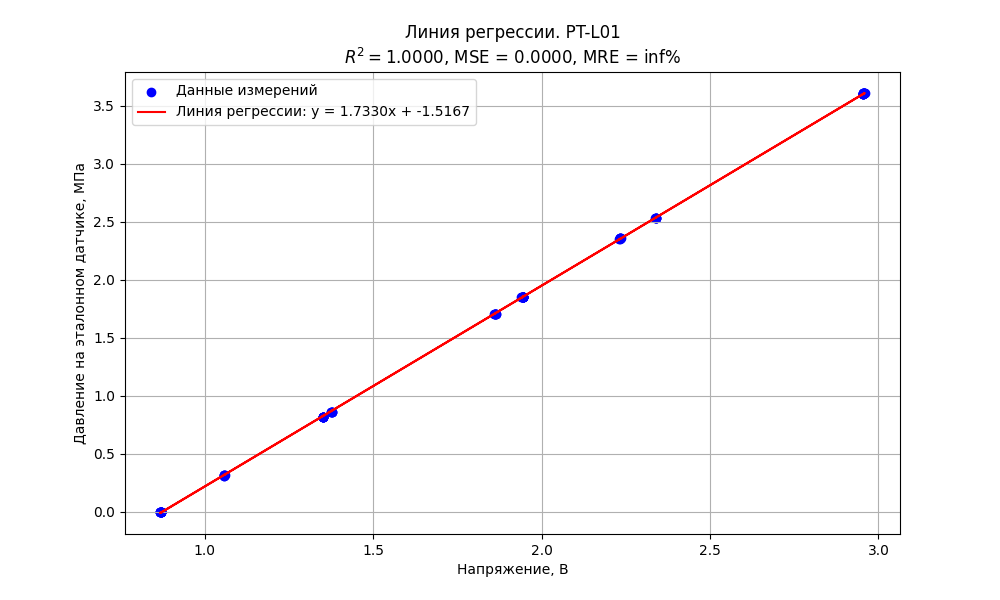 Линия регрессии. PT-L01
R² = 1.0000, MSE = 0.0000, MRE = inf%
Данные измерений
Линия регрессии: y = 1.7330x + -1.5167
Давление на эталонном датчике, МПа
3.5
3.0
2.5
2.0
1.5
1.0
0.5
0.0
1.0
1.5
2.0
2.5
3.0
Напряжение, В